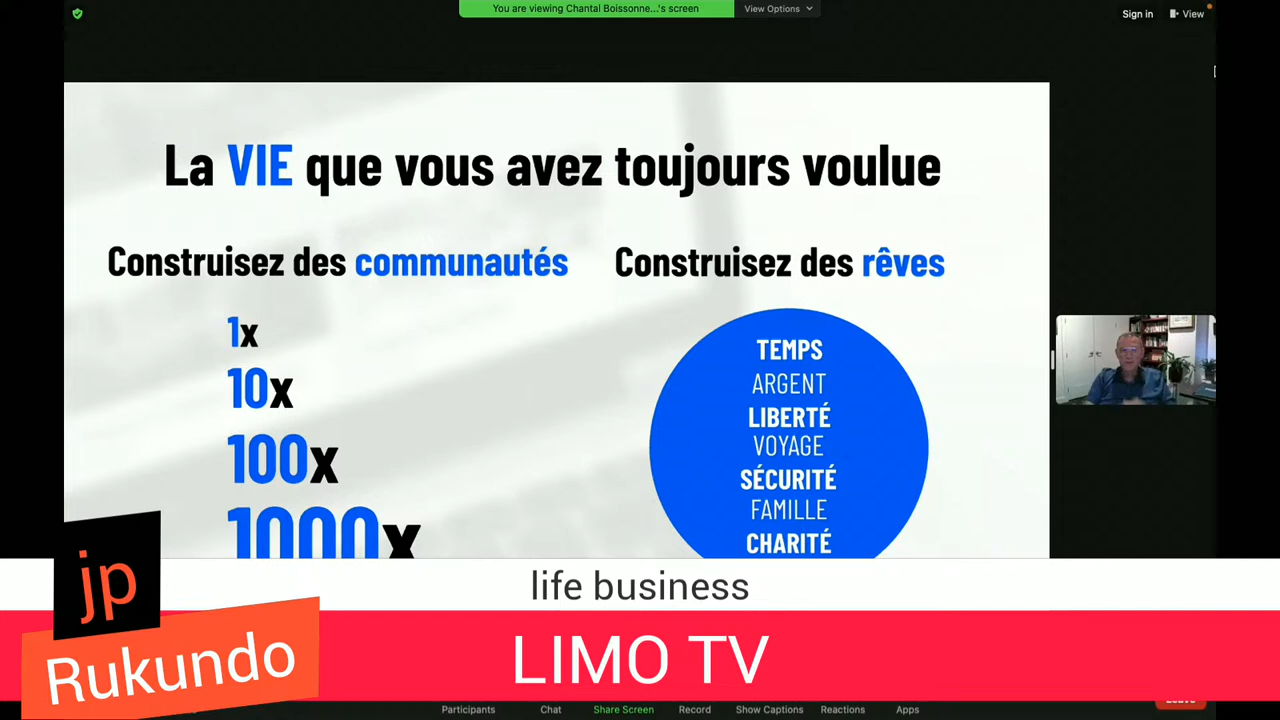 You are viewing Chantal Boissonne...'s screen
View Options
Sign in
View
La VIE que vous avez toujours voulue
Construisez des communautés
1x
10x
100x
1000x
Construisez des rêves
TEMPS
ARGENT
LIBERTÉ
VOYAGE
SÉCURITÉ
FAMILLE
CHARITÉ
jp
Rukundo
life business
LIMO TV
Participants
Chat
Share Screen
Record
Show Captions
Reactions
Apps
Leave